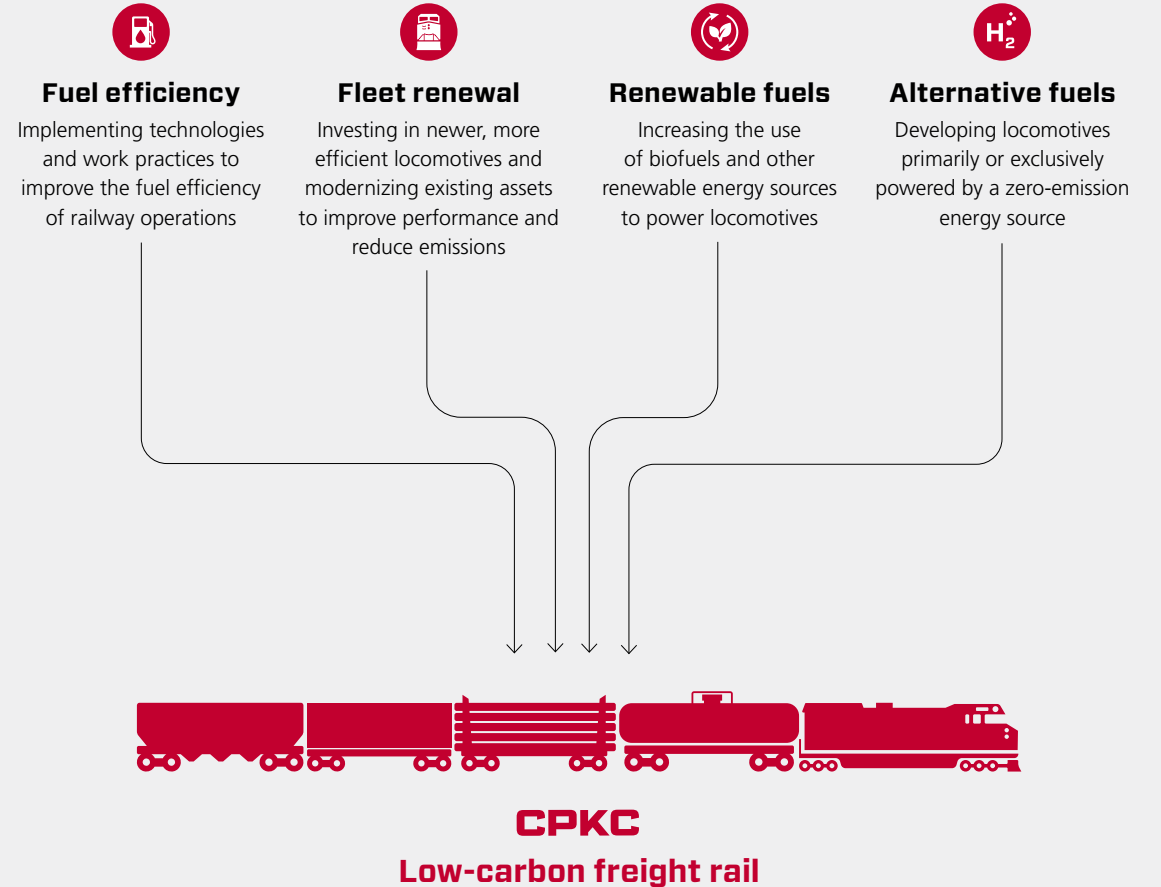 H2
Fuel efficiency
Implementing technologies
and work practices to
improve the fuel efficiency
of railway operations
Fleet renewal
Investing in newer, more
efficient locomotives and
modernizing existing assets
to improve performance and
reduce emissions
Renewable fuels
Increasing the use
of biofuels and other
renewable energy sources
to power locomotives
Alternative fuels
Developing locomotives
primarily or exclusively
powered by a zero-emission
energy source
CPKC
Low-carbon freight rail